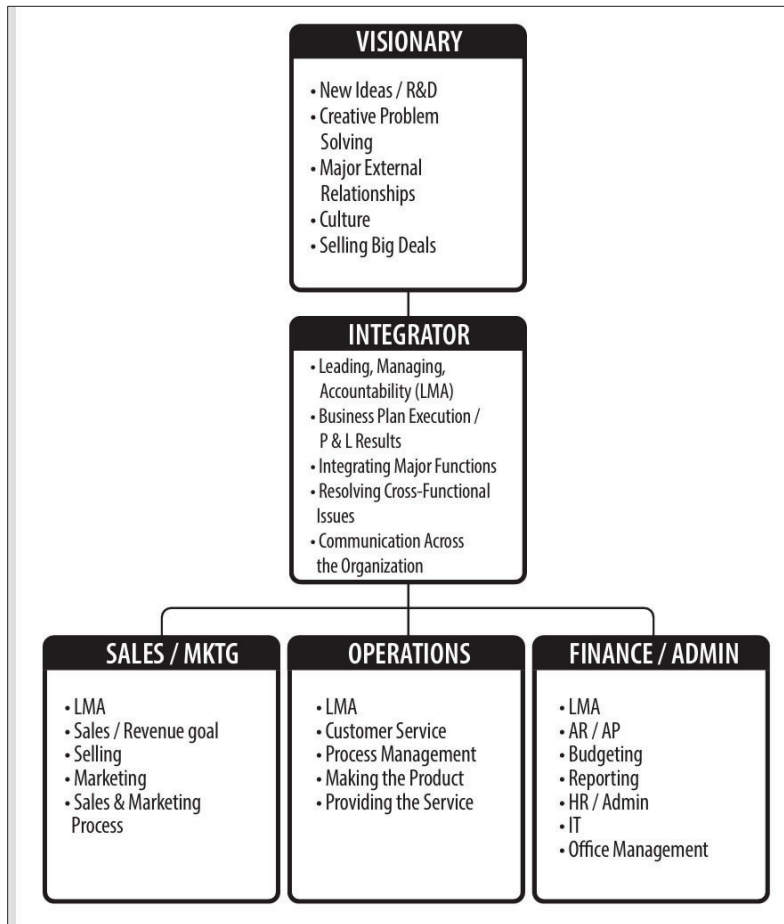 VISIONARY
• New Ideas / R&D
• Creative Problem
Solving
• Major External
Relationships
• Culture
• Selling Big Deals
INTEGRATOR
• Leading, Managing,
Accountability (LMA)
• Business Plan Execution /
P & L Results
• Integrating Major Functions
• Resolving Cross-Functional
Issues
• Communication Across
the Organization
SALES / MKTG
• LMA
• Sales / Revenue goal
• Selling
• Marketing
• Sales & Marketing
Process
OPERATIONS
• LMA
• Customer Service
• Process Management
• Making the Product
• Providing the Service
FINANCE / ADMIN
• LMA
• AR / AP
• Budgeting
• Reporting
• HR / Admin
• IT
• Office Management